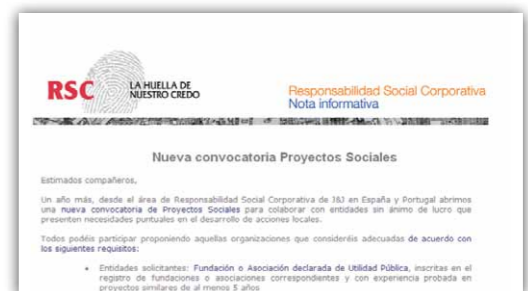 RSC
LA HUELLA DE
NUESTRO CREDO
Responsabilidad Social Corporativa
Nota informativa
Nueva convocatoria Proyectos Sociales
Estimados compañeros,
Un año más, desde el área de Responsabilidad Social Corporativa de J&J en España y Portugal abrimos
una nueva convocatoria de Proyectos Sociales para colaborar con entidades sin ánimo de lucro que
presenten necesidades puntuales en el desarrollo de acciones locales.
Todos podéis participar proponiendo aquellas organizaciones que consideréis adecuadas de acuerdo con
los siguientes requisitos:
• Entidades solicitantes: Fundación o Asociación declarada de Utilidad Pública, inscritas en el
registro de fundaciones o asociaciones correspondientes y con experiencia probada en
proyectos similares de al menos 5 años